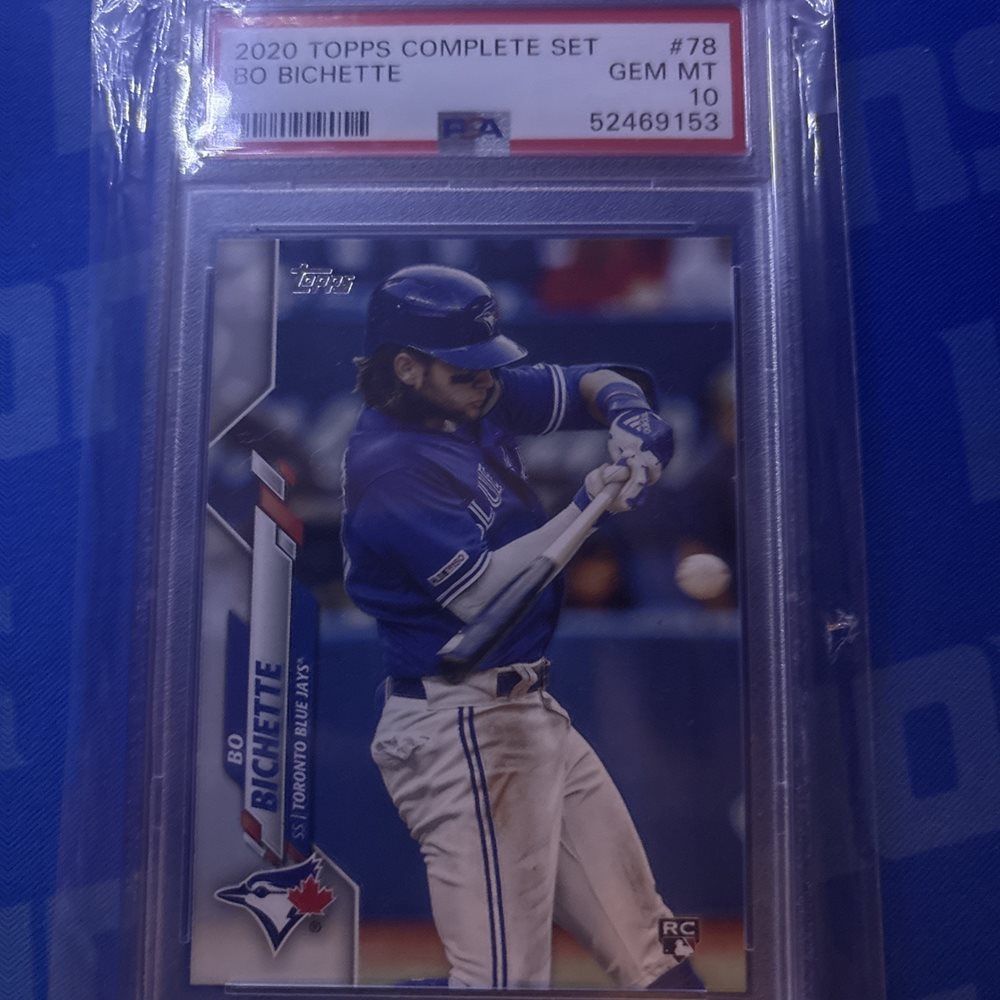 2020 TOPPS COMPLETE SET #78
BO BICHETTE GEM MT
10
PSA 52469153
Topps
BO
BICHETTE
SS | TORONTO BLUE JAYS
®
RC